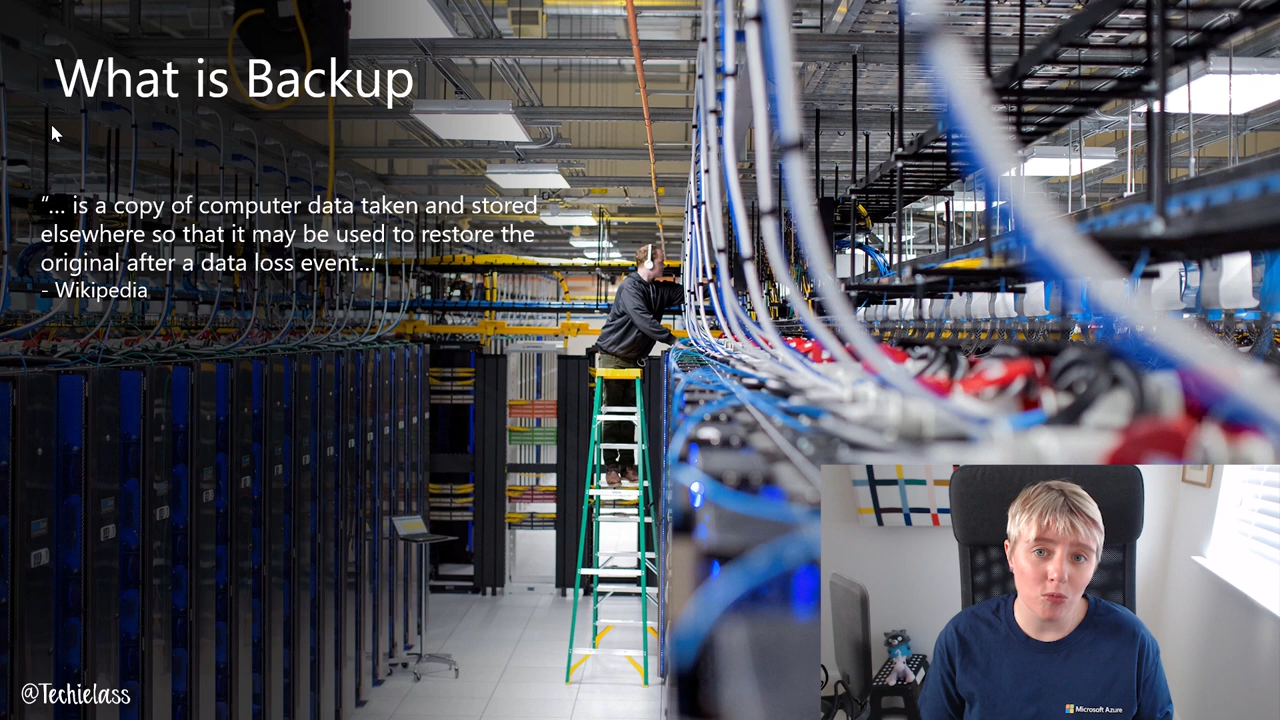 What is Backup
“... is a copy of computer data taken and stored
elsewhere so that it may be used to restore the
original after a data loss event...“
- Wikipedia
@Techielass
Microsoft Azure